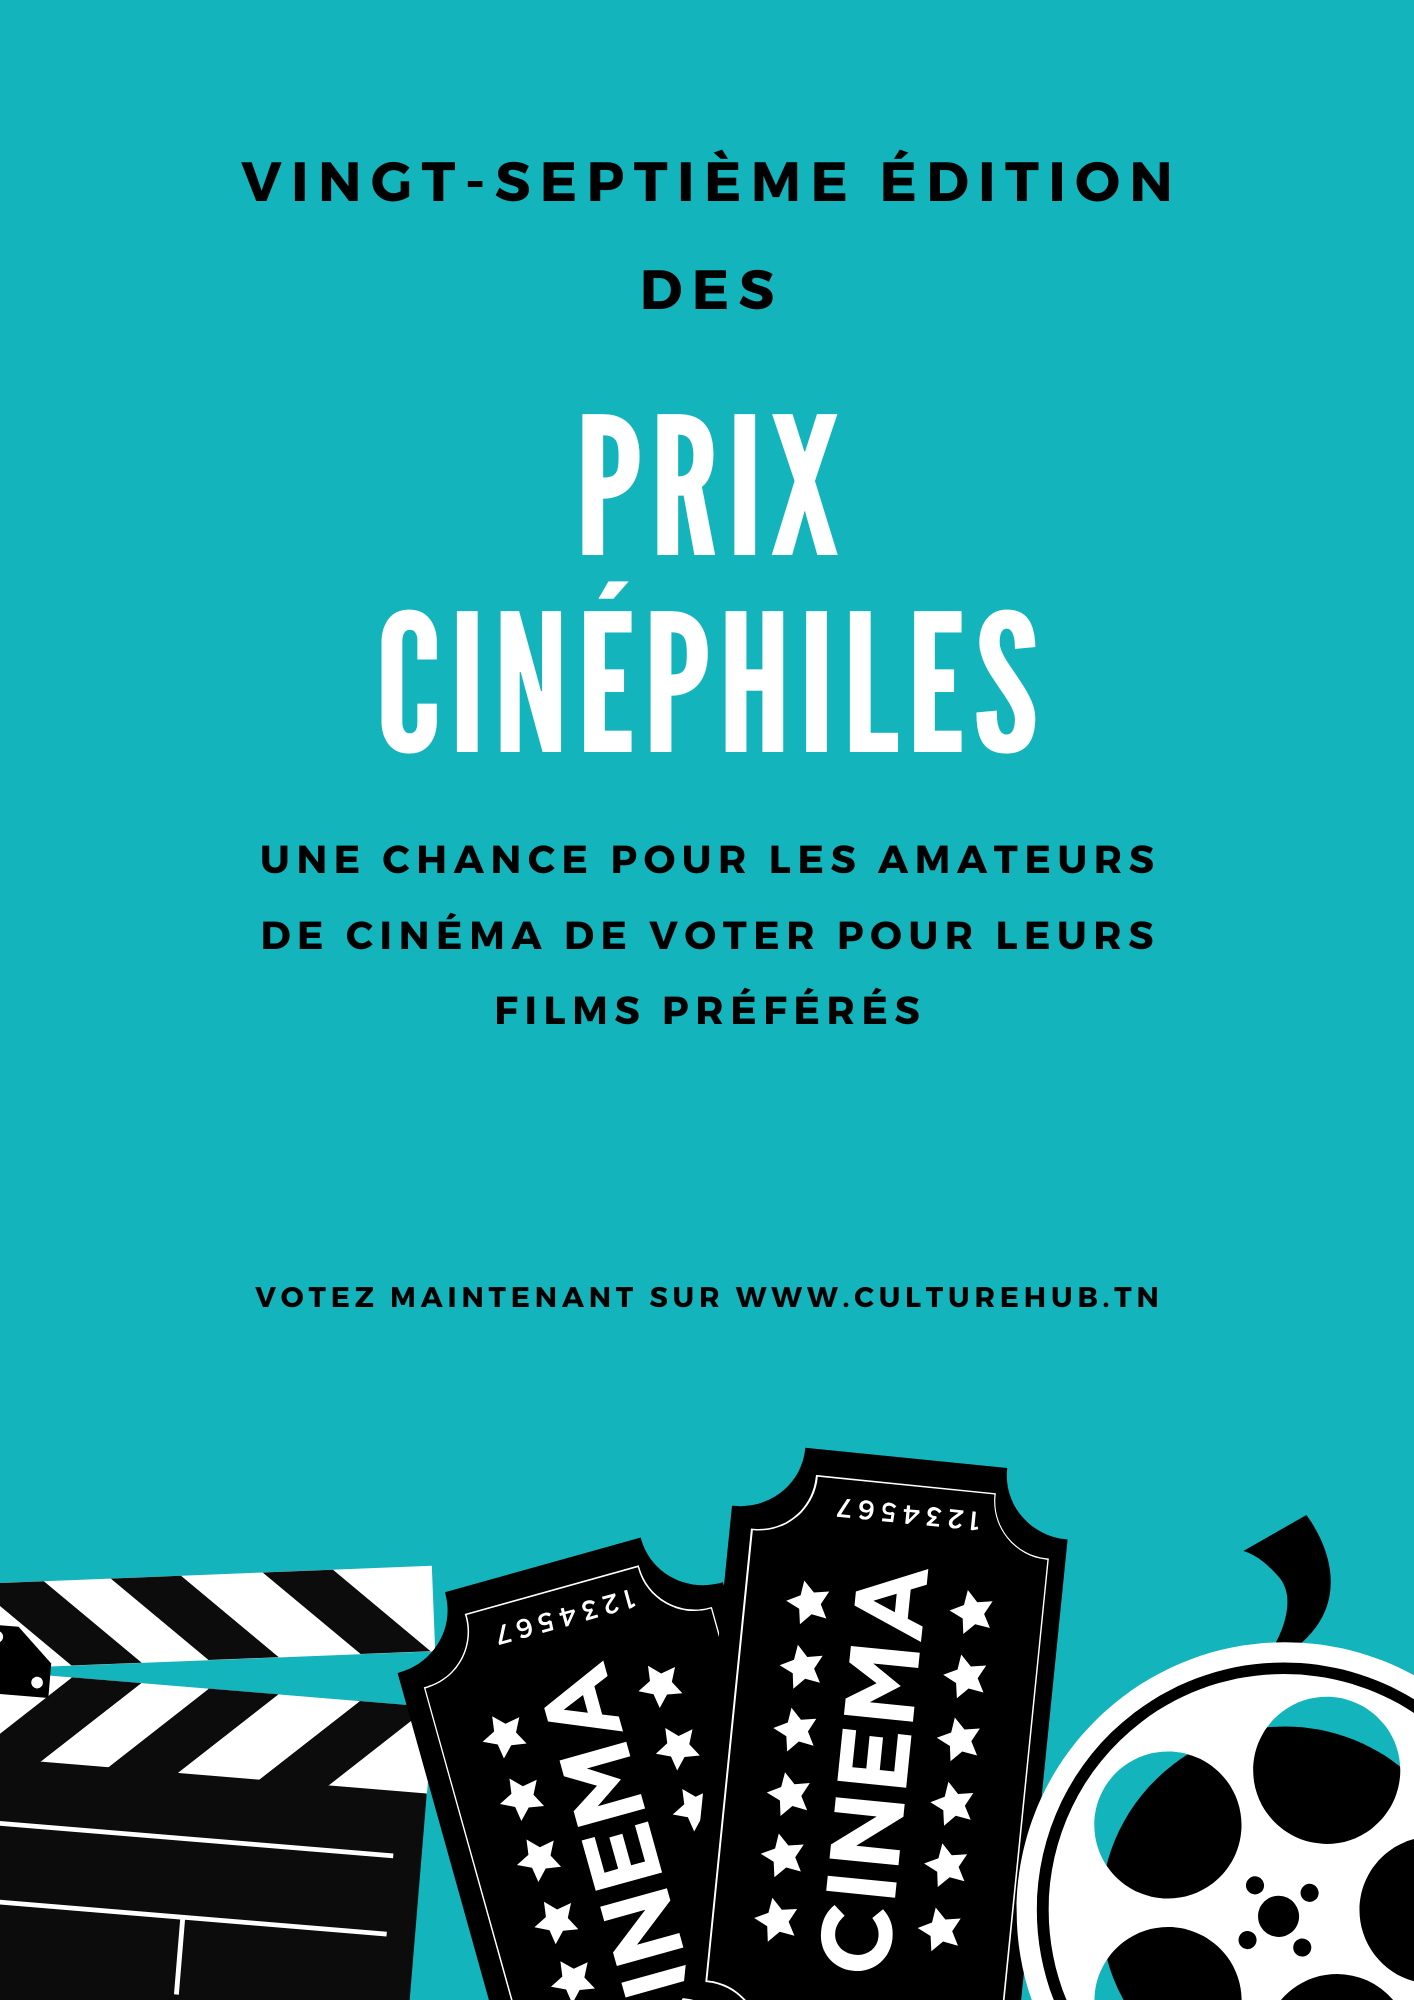 VINGT-SEPTIÈME ÉDITION
DES
PRIX
CINÉPHILES
UNE CHANCE POUR LES AMATEURS
DE CINÉMA DE VOTER POUR LEURS
FILMS PRÉFÉRÉS
VOTEZ MAINTENANT SUR WWW.CULTUREHUB.TN
1234567
CINEMA
1234567
INEMA